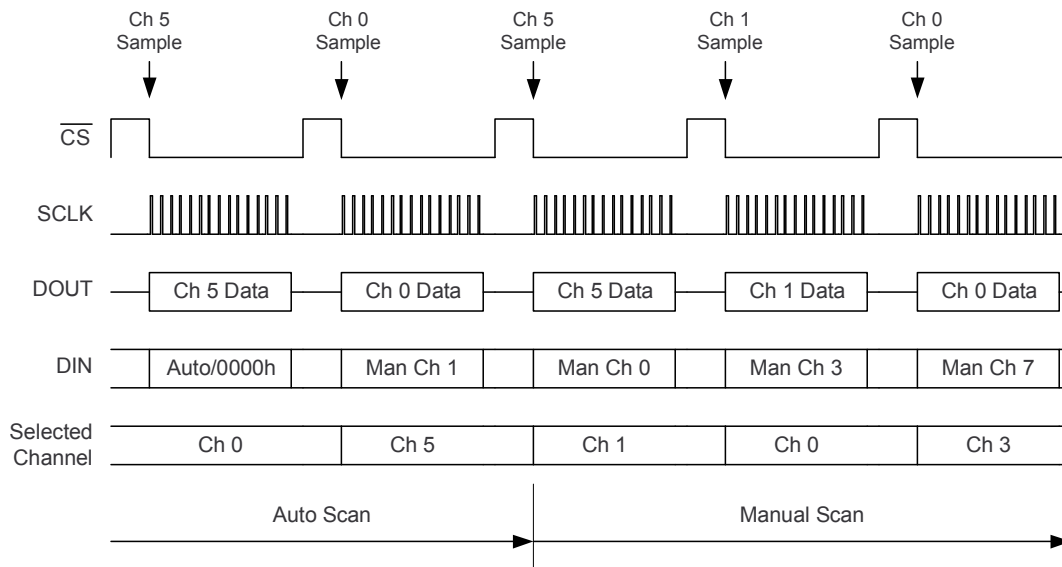 Ch 5 Sample
Ch 0 Sample
Ch 5 Sample
Ch 1 Sample
Ch 0 Sample
CS
SCLK
DOUT
Ch 5 Data
Ch 0 Data
Ch 5 Data
Ch 1 Data
Ch 0 Data
DIN
Auto/0000h
Man Ch 1
Man Ch 0
Man Ch 3
Man Ch 7
Selected Channel
Ch 0
Ch 5
Ch 1
Ch 0
Ch 3
Auto Scan
Manual Scan